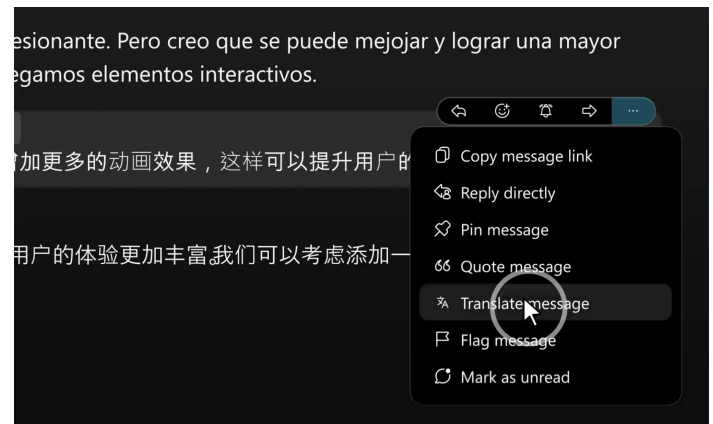 esionante. Pero creo que se puede mejojar y lograr una mayor
egamos elementos interactivos.
加更多的动画效果，这样可以提升用户的
用户的体验更加丰富,我们可以考虑添加一
Copy message link
Reply directly
Pin message
Quote message
Translate message
Flag message
Mark as unread